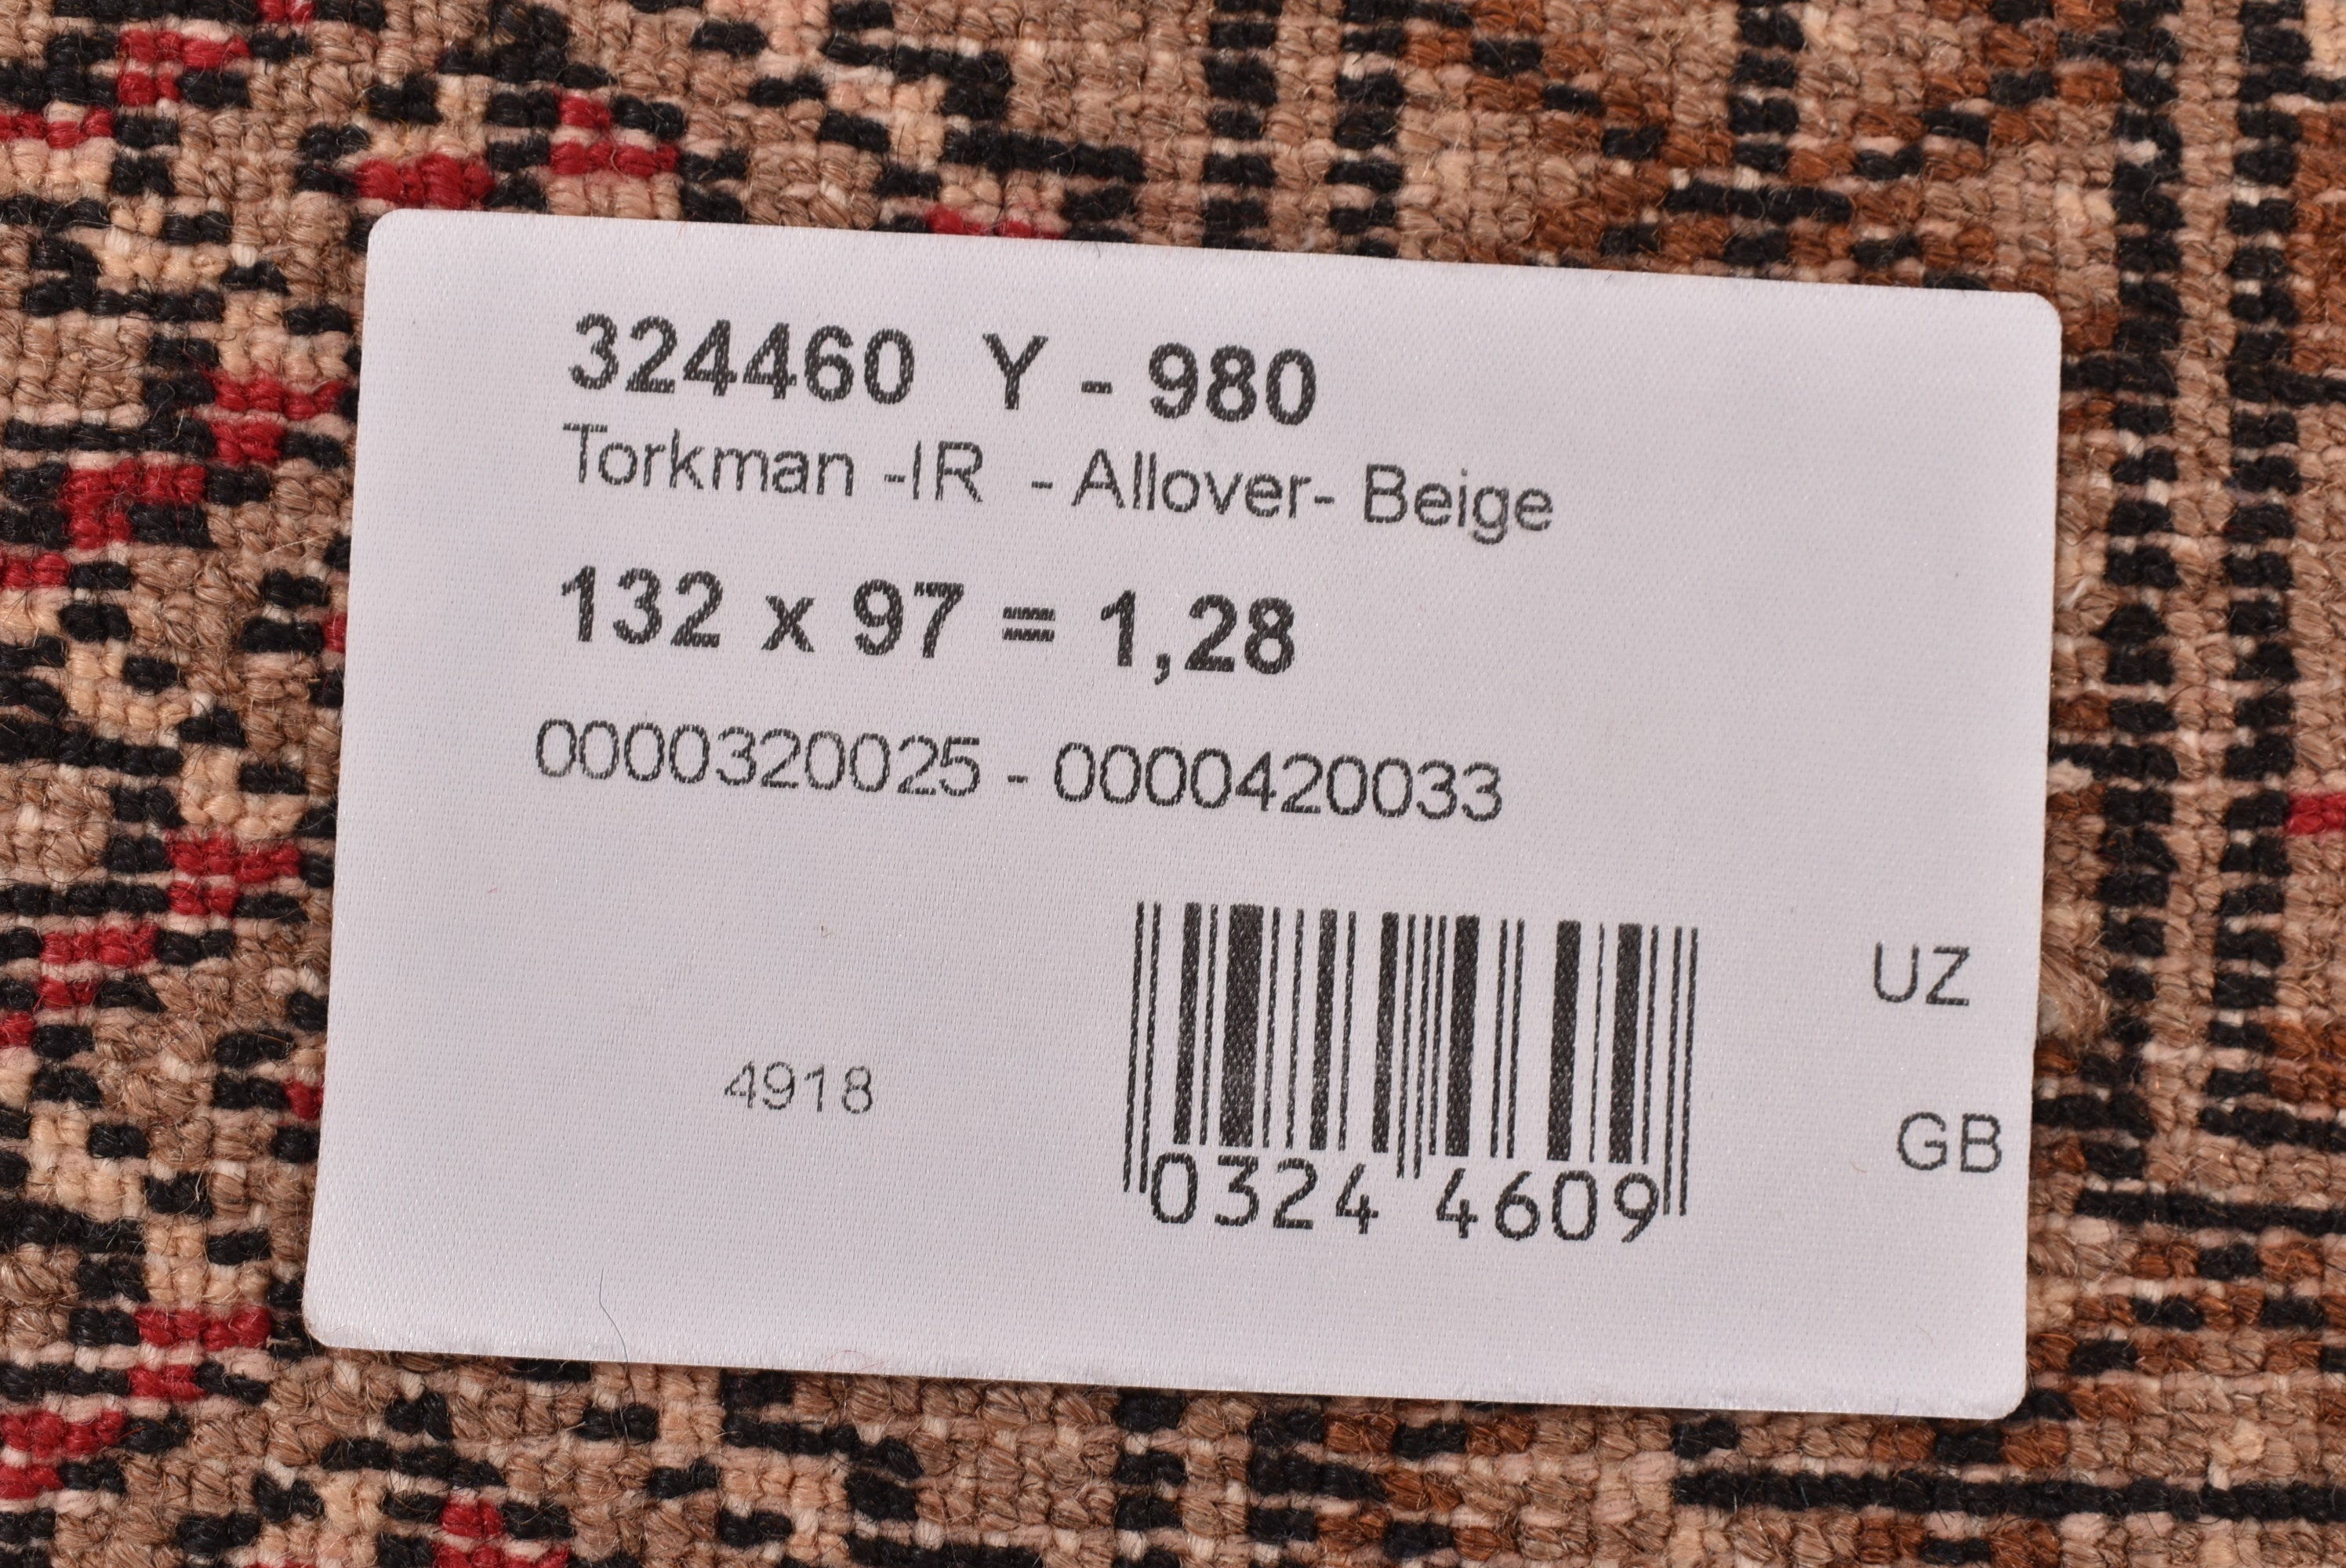 324460 Y - 980
Torkman -IR - Allover- Beige
132 x 97 = 1,28
0000320025 - 0000420033
UZ
4918
GB
0324 4609